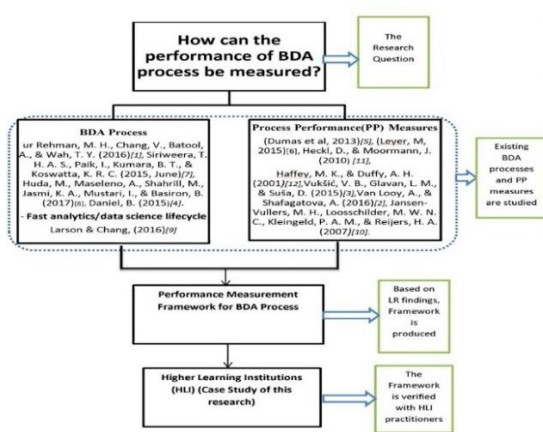 How can the
performance of BDA
process be measured?
The
Research
Question
BDA Process
ur Rehman, M. H., Chang, V., Batool,
A., & Wah, T. Y. (2016)[1], Siriweera, T.
H. A. S., Paik, I., Kumara, B. T., &
Koswatta, K. R. C. (2015, June)[7],
Huda, M., Maseleno, A., Shahrill, M.,
Jasmi, K. A., Mustari, I., & Basiron, B.
(2017)[8], Daniel, B. (2015)[4].
- Fast analytics/data science lifecycle
Larson & Chang, (2016)[9]
Process Performance(PP) Measures
(Dumas et al, 2013)[5], (Leyer, M,
2015)[6], Heckl, D., & Moormann, J.
(2010) [11],
Haffey, M. K., & Duffy, A. H.
(2001)[12], Vukšić, V. B., Glavan, L. M.,
& Suša, D. (2015)[3], Van Looy, A., &
Shafagatova, A. (2016)[2], Jansen-
Vullers, M. H., Loosschilder, M. W. N.
C., Kleingeld, P. A. M., & Reijers, H. A.
(2007)[10].
Existing
BDA
processes
and PP
measures
are studied
Performance Measurement
Framework for BDA Process
Based on
LR findings,
Framework
is
produced
Higher Learning Institutions
(HLI) (Case Study of this
research)
The
Framework
is verified
with HLI
practitioners